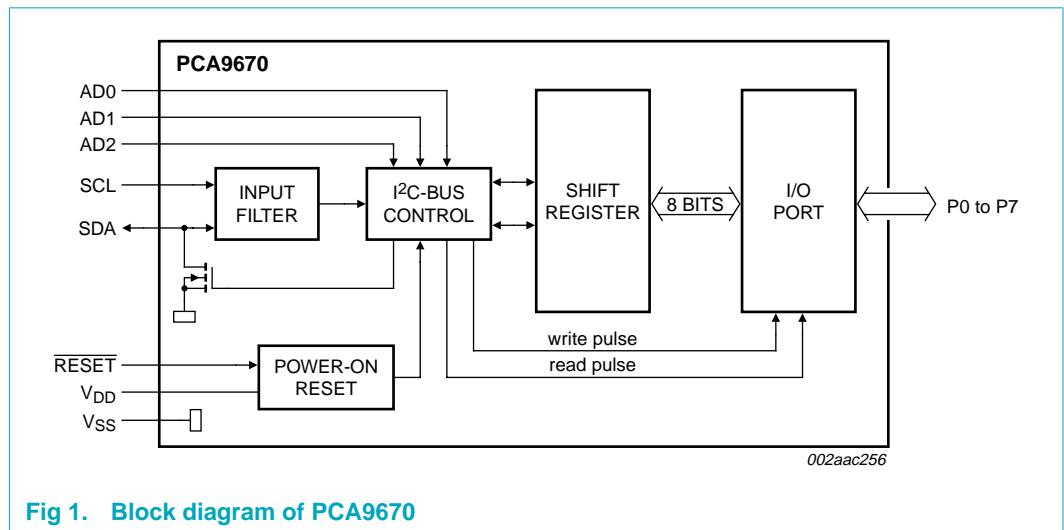 PCA9670
AD0
AD1
AD2
SCL
SDA
INPUT
FILTER
I²C-BUS
CONTROL
SHIFT
REGISTER
8 BITS
I/O
PORT
P0 to P7
write pulse
read pulse
R̅E̅S̅E̅T̅
VDD
VSS
POWER-ON
RESET
002aac256
Fig 1. Block diagram of PCA9670